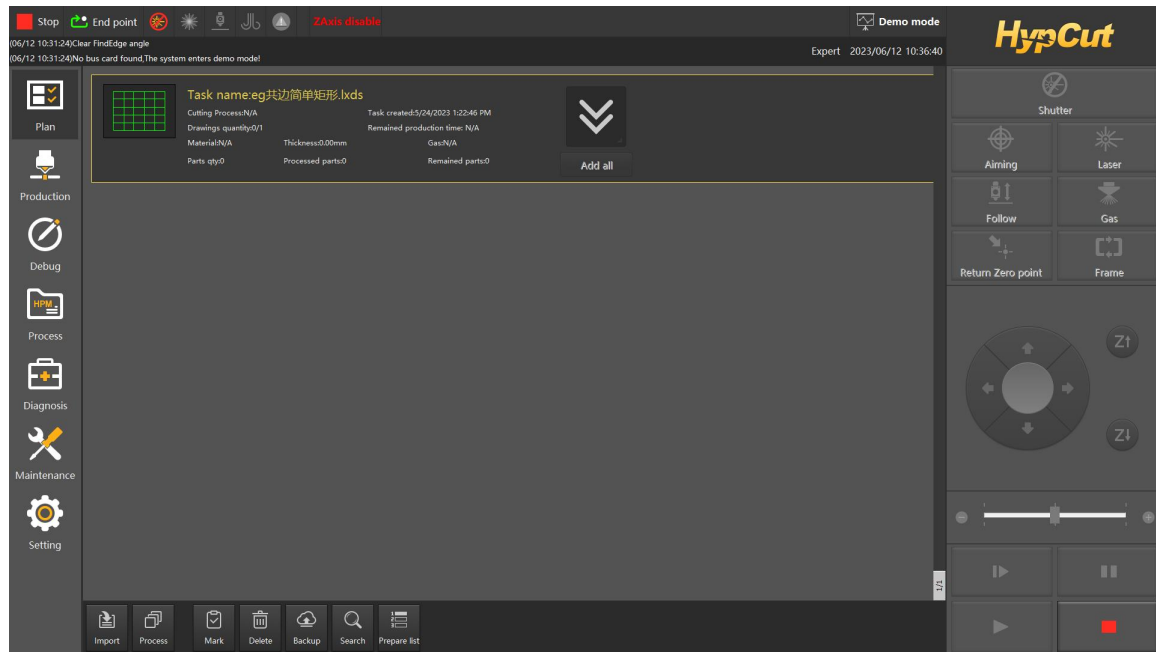 Stop
End point
ZAxis disable
Demo mode
HypCut
(06/12 10:31:24)Clear FindEdge angle
(06/12 10:31:24)No bus card found,The system enters demo mode!
Expert 2023/06/12 10:36:40
Plan
Production
Debug
HPM
Process
Diagnosis
Maintenance
Setting
Task name:eg共边简单矩形.lxds
Cutting Process:N/A
Task created:5/24/2023 1:22:46 PM
Drawings quantity:0/1
Remained production time: N/A
Material:N/A
Thickness:0.00mm
Gas:N/A
Parts qty:0
Processed parts:0
Remained parts:0
Add all
1/1
Import
Process
Mark
Delete
Backup
Search
Prepare list
Shutter
Aiming
Laser
Follow
Gas
Return Zero point
Frame
Z↑
Z↓